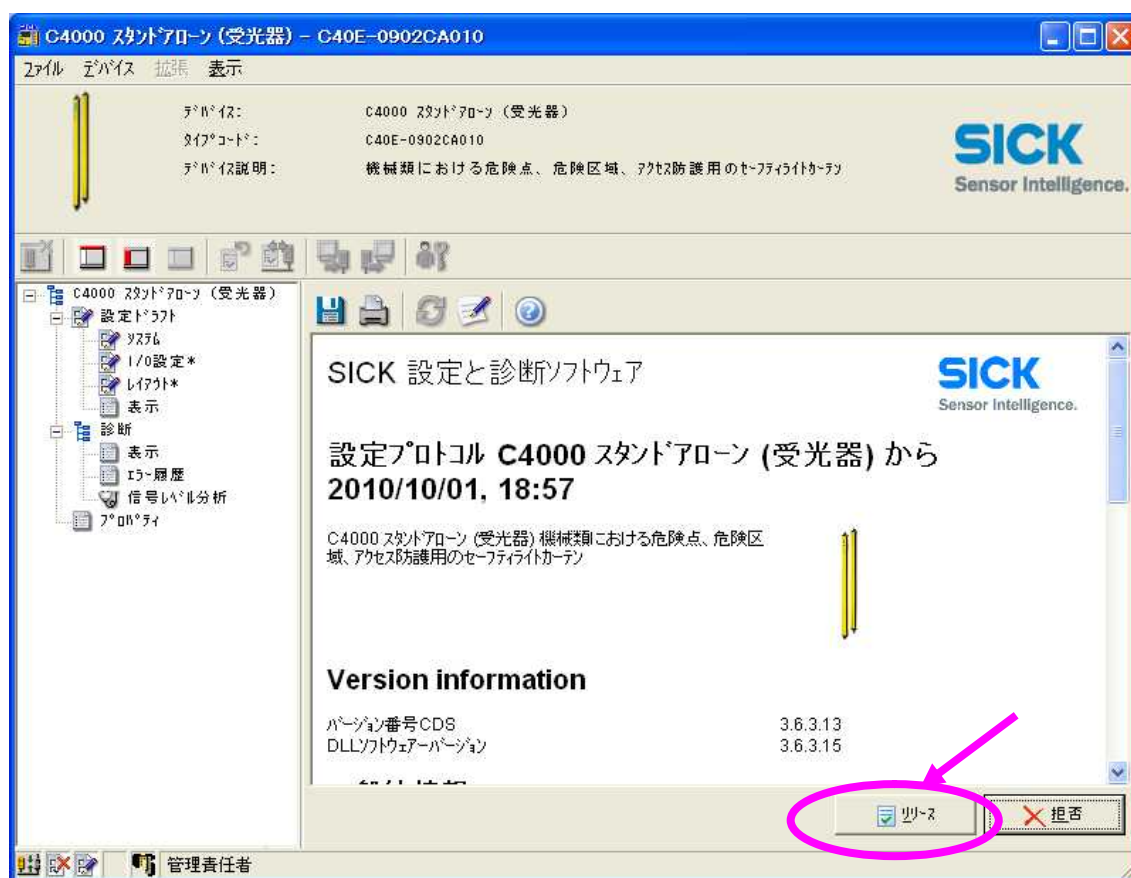 C4000 ｽﾀﾝﾄﾞｱﾛｰﾝ (受光器) - C40E-0902CA010
ﾌｧｲﾙ ﾃﾞﾊﾞｲｽ 拡張 表示
ﾃﾞﾊﾞｲｽ: C4000 ｽﾀﾝﾄﾞｱﾛｰﾝ (受光器)
ﾀｲﾌﾟｺｰﾄﾞ: C40E-0902CA010
ﾃﾞﾊﾞｲｽ説明: 機械類における危険点、危険区域、ｱｸｾｽ防護用のｾｰﾌﾃｨﾗｲﾄｶｰﾃﾝ
SICK
Sensor Intelligence.
C4000 ｽﾀﾝﾄﾞｱﾛｰﾝ (受光器)
設定ﾄﾞﾗﾌﾄ
ｼｽﾃﾑ
I/O設定*
ﾚｲｱｳﾄ*
表示
診断
表示
ｴﾗｰ履歴
信号ﾚﾍﾞﾙ分析
ﾌﾟﾛﾊﾟﾃｨ
SICK 設定と診断ｿﾌﾄｳｪｱ
SICK
Sensor Intelligence.
設定ﾌﾟﾛﾄｺﾙ C4000 ｽﾀﾝﾄﾞｱﾛｰﾝ (受光器) から
2010/10/01, 18:57
C4000 ｽﾀﾝﾄﾞｱﾛｰﾝ (受光器) 機械類における危険点、危険区
域、ｱｸｾｽ防護用のｾｰﾌﾃｨﾗｲﾄｶｰﾃﾝ
Version information
ﾊﾞｰｼﾞｮﾝ番号CDS 3.6.3.13
DLLｿﾌﾄｳｪｱｰﾊﾞｰｼﾞｮﾝ 3.6.3.15
ﾘﾘｰｽ 拒否
管理責任者